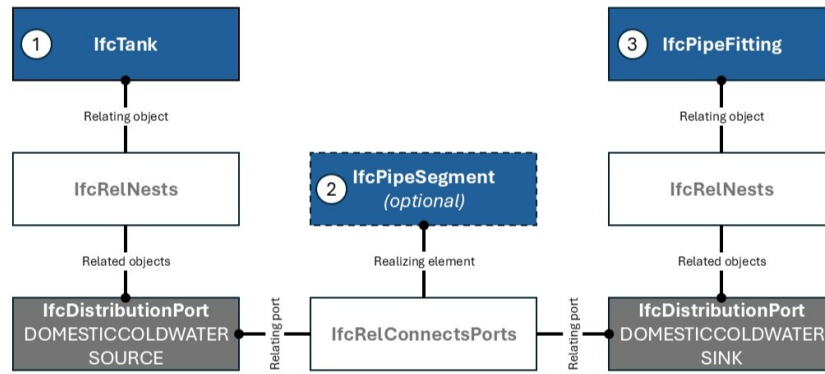 1
IfcTank
3
IfcPipeFitting
Relating object
Relating object
IfcRelNests
2
IfcPipeSegment
(optional)
IfcRelNests
Related objects
Realizing element
Related objects
IfcDistributionPort
DOMESTICCOLDWATER
SOURCE
Relating port
IfcRelConnectsPorts
Relating port
IfcDistributionPort
DOMESTICCOLDWATER
SINK